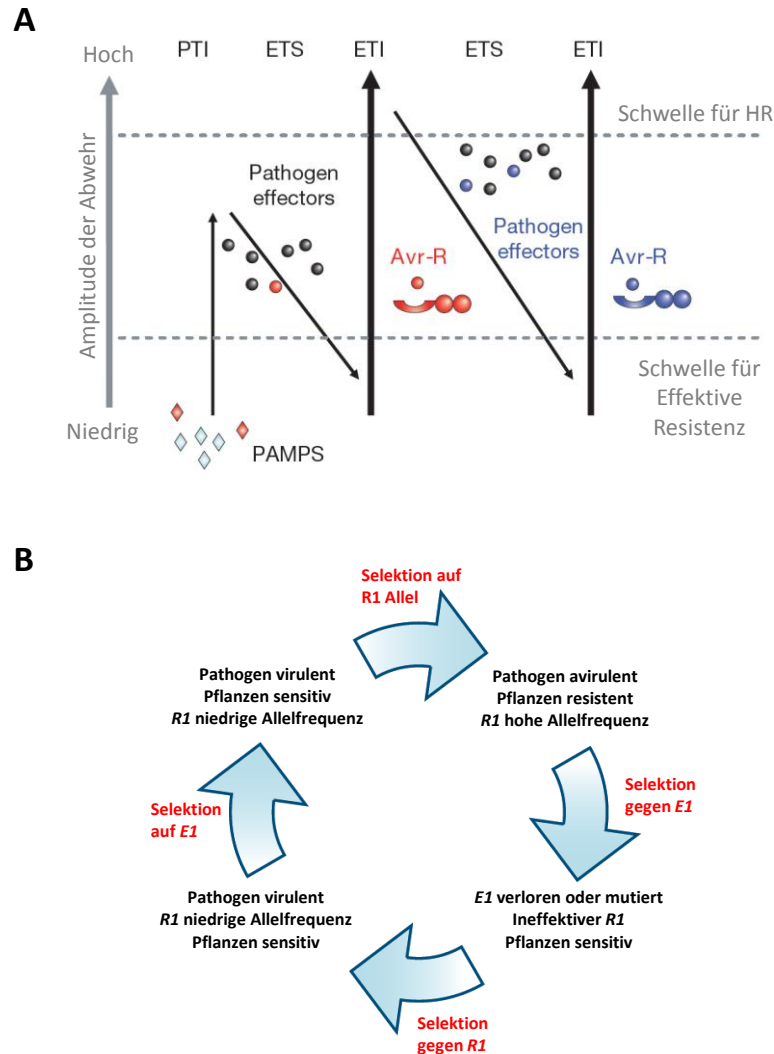 A
Hoch
PTI
ETS
ETI
ETS
ETI
Schwelle für HR
Amplitude der Abwehr
Pathogen
effectors
Pathogen
effectors
Avr-R
Avr-R
Schwelle für
Effektive
Resistenz
Niedrig
PAMPS
B
Selektion auf
R1 Allel
Pathogen virulent
Pflanzen sensitiv
R1 niedrige Allelfrequenz
Pathogen avirulent
Pflanzen resistent
R1 hohe Allelfrequenz
Selektion
gegen E1
Selektion
auf E1
Pathogen virulent
R1 niedrige Allelfrequenz
Pflanzen sensitiv
E1 verloren oder mutiert
Ineffektiver R1
Pflanzen sensitiv
Selektion
gegen R1